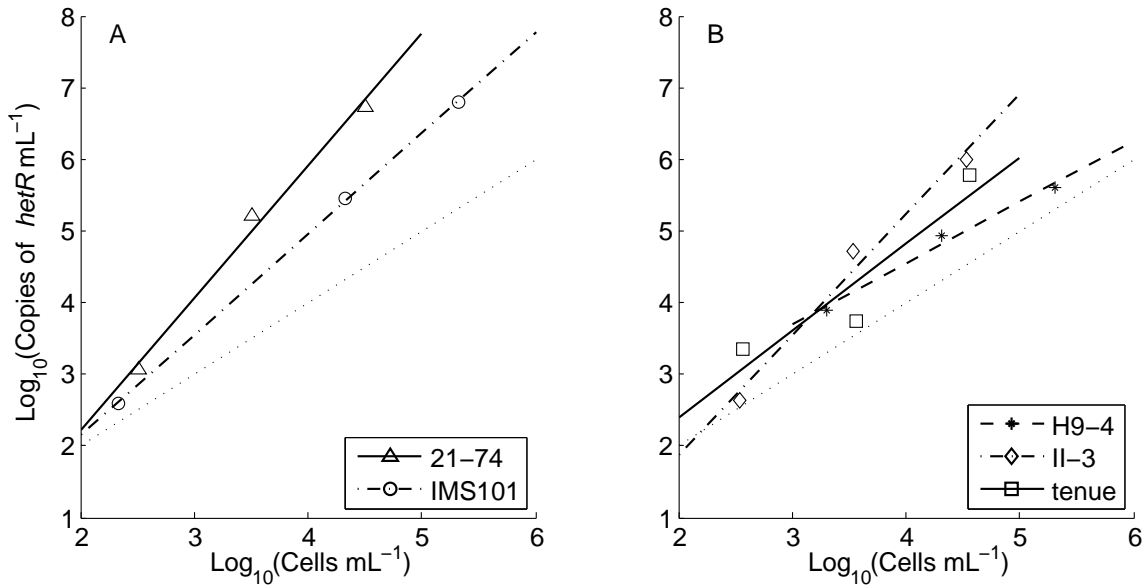 A
8
7
6
5
4
3
2
1
Log₁₀(Copies of hetR mL⁻¹)
21−74
IMS101
2 3 4 5 6
Log₁₀(Cells mL⁻¹)
B
8
7
6
5
4
3
2
1
H9−4
II−3
tenue
2 3 4 5 6
Log₁₀(Cells mL⁻¹)